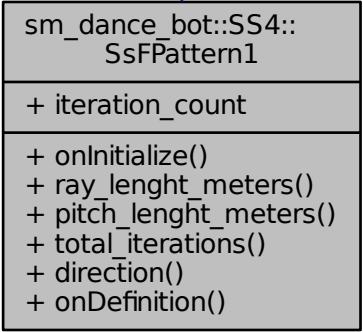 sm_dance_bot::SS4::
SsFPattern1
+ iteration_count
+ onInitialize()
+ ray_lenght_meters()
+ pitch_lenght_meters()
+ total_iterations()
+ direction()
+ onDefinition()